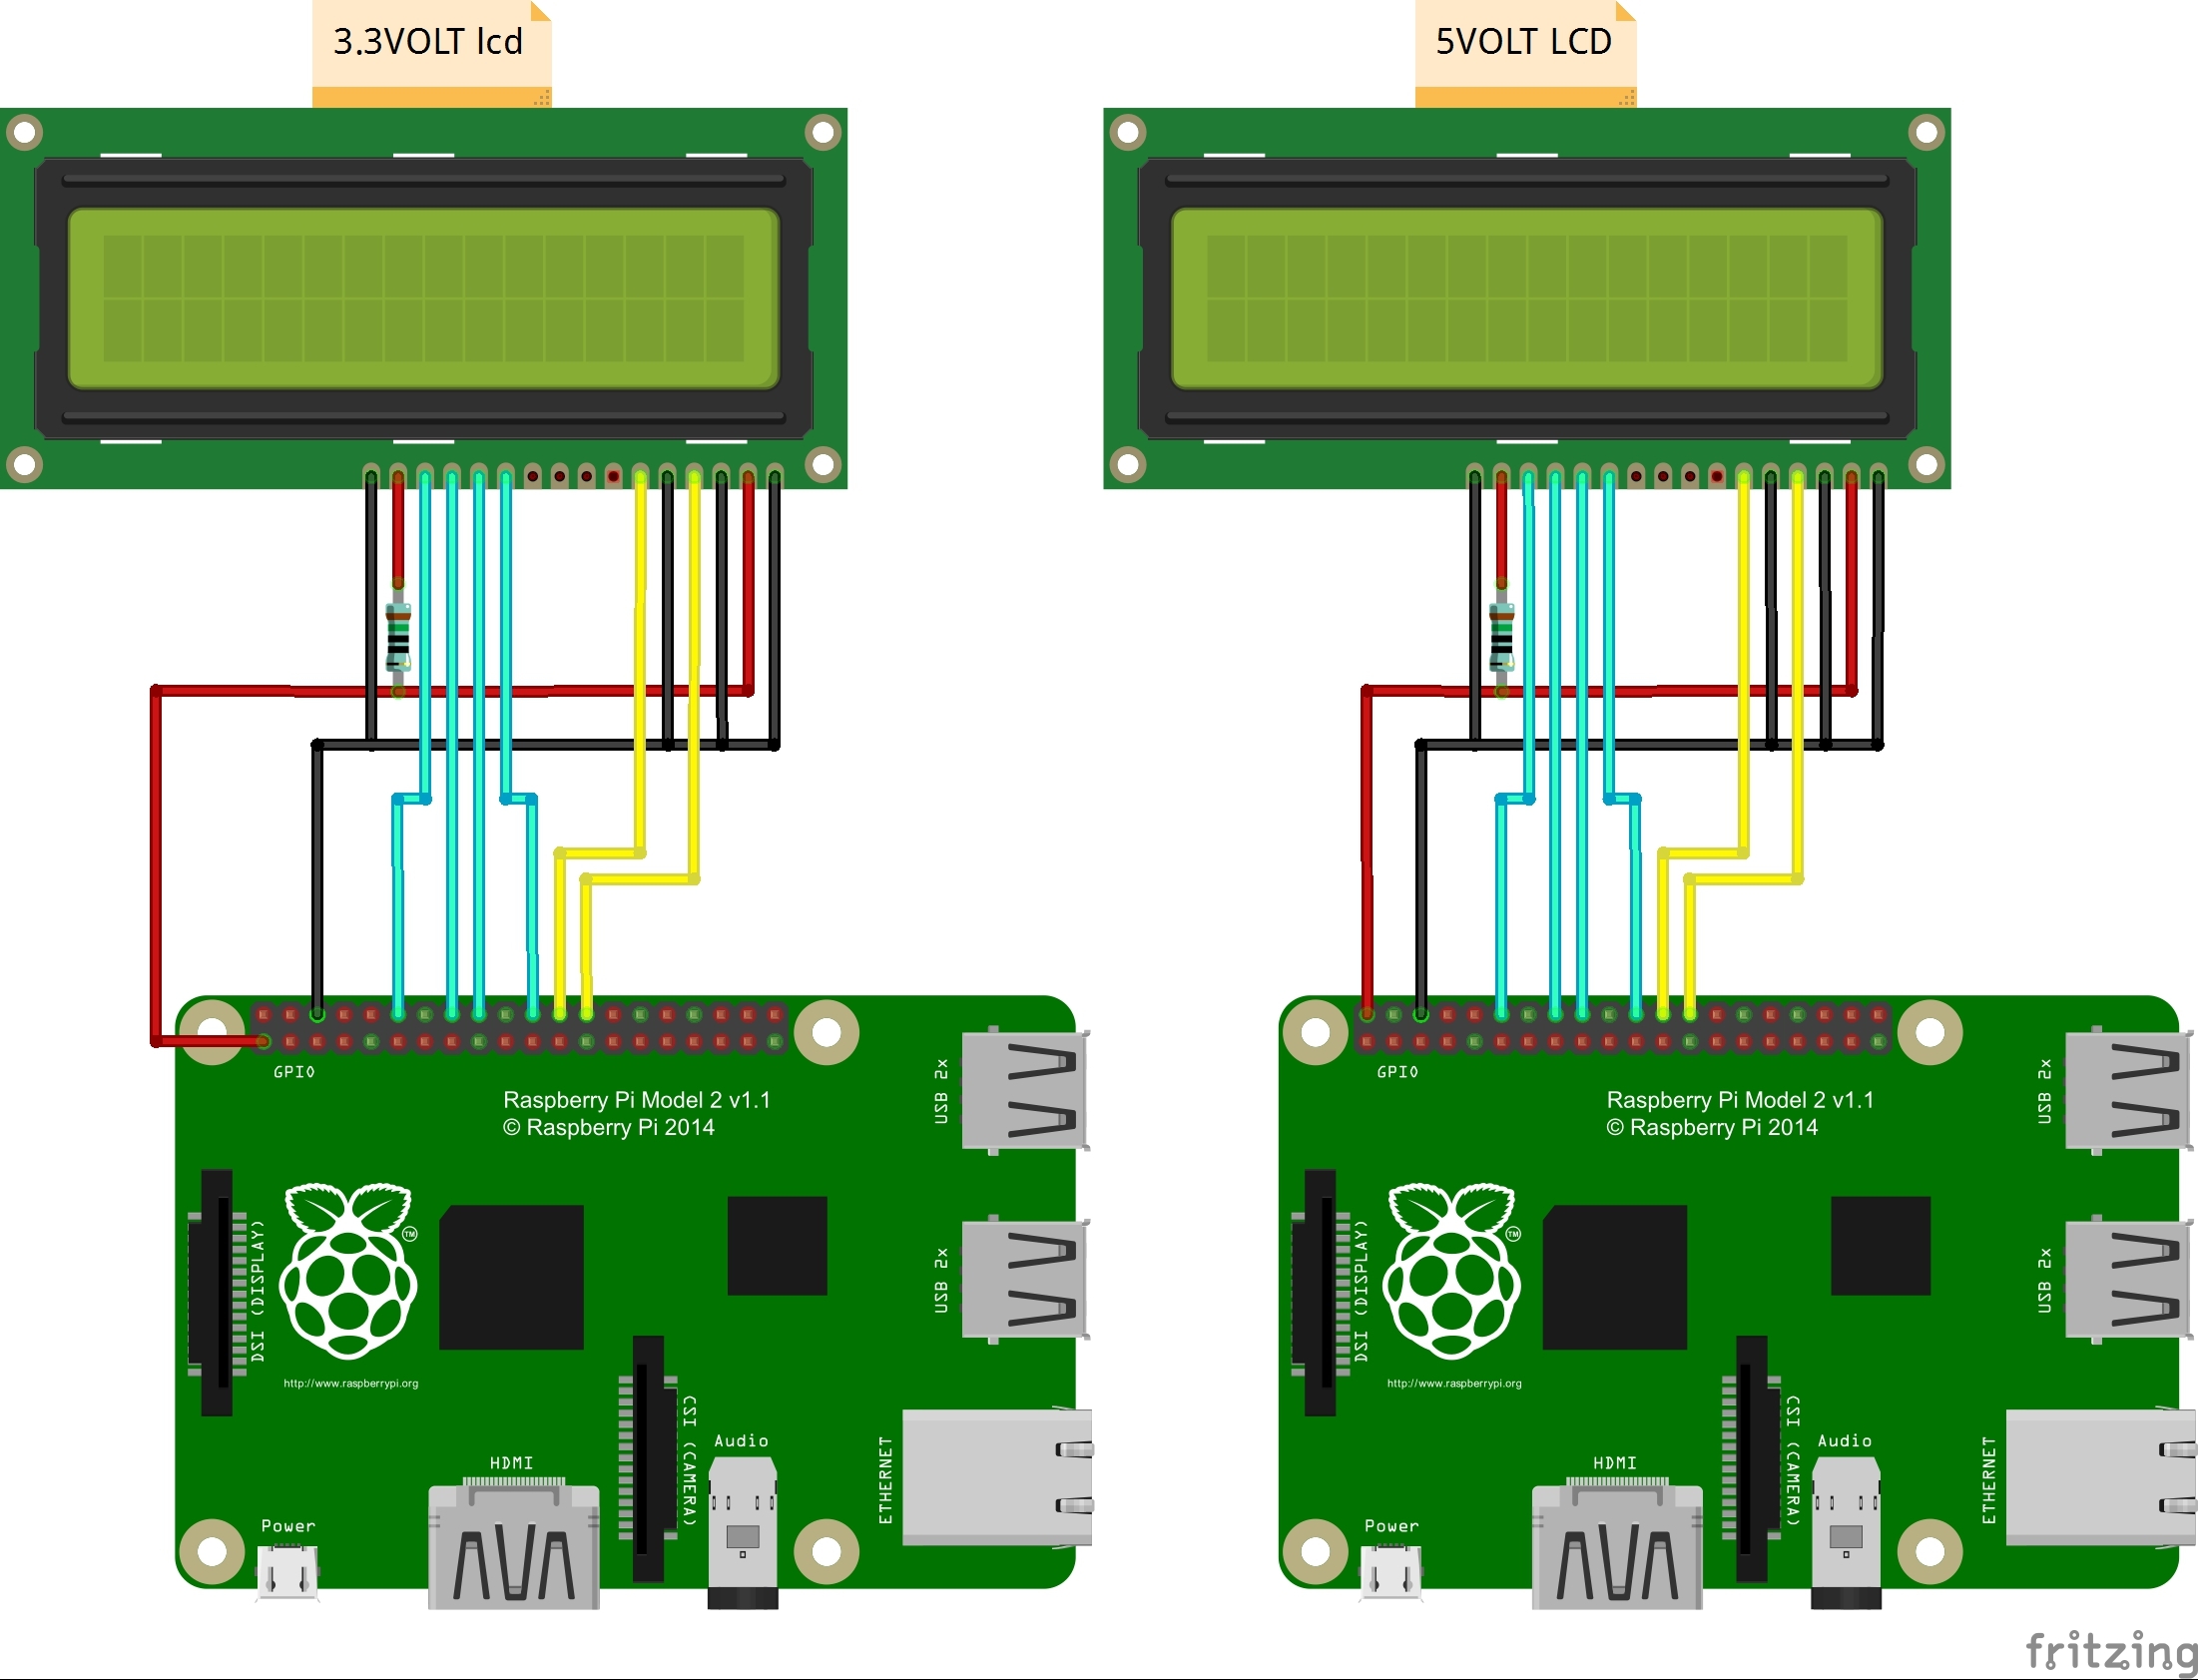 3.3VOLT lcd
5VOLT LCD
GPIO
Raspberry Pi Model 2 v1.1
© Raspberry Pi 2014
USB 2x
USB 2x
DSI (DISPLAY)
TM
http://www.raspberrypi.org
CSI (CAMERA)
Audio
HDMI
ETHERNET
Power
GPIO
Raspberry Pi Model 2 v1.1
© Raspberry Pi 2014
USB 2x
USB 2x
DSI (DISPLAY)
TM
http://www.raspberrypi.org
CSI (CAMERA)
Audio
HDMI
ETHERNET
Power
fritzing